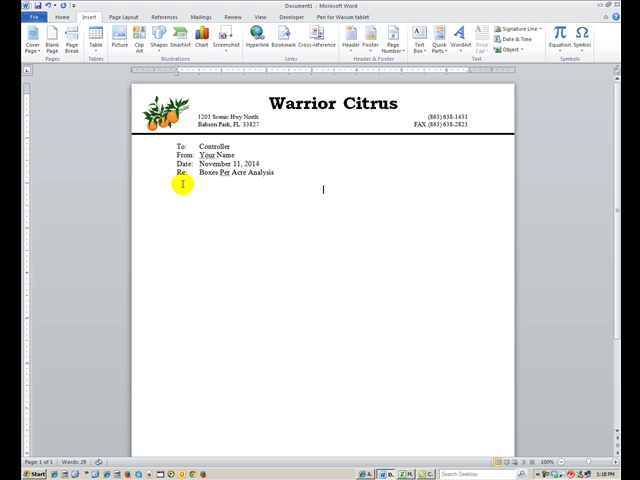 Document1 - Microsoft Word
File Home Insert Page Layout References Mailings Review View Developer Pen for Wacum tablet
Cover Page Blank Page Page Break Table Picture Clip Art Shapes SmartArt Chart Screenshot Hyperlink Bookmark Cross-reference Header Footer Page Number Text Box Quick Parts WordArt Drop Cap Signature Line Date & Time Object Equation Symbol
Pages Tables Illustrations Links Header & Footer Text Symbols
Warrior Citrus
1201 Scenic Hwy North (863) 638-1431
Babson Park, FL 33827 FAX (863) 638-2823
To: Controller
From: Your Name
Date: November 11, 2014
Re: Boxes Per Acre Analysis
Page: 1 of 1 Words: 29 100%
Start A. D. M. C. Search Desktop 1:18 PM